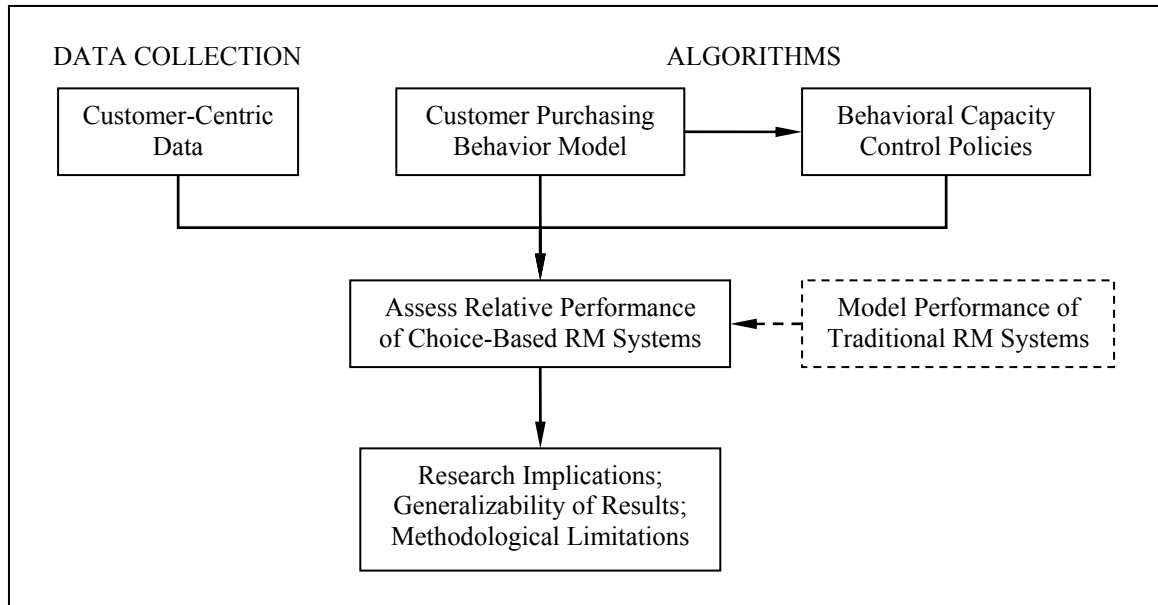 DATA COLLECTION
ALGORITHMS
Customer-Centric
Data
Customer Purchasing
Behavior Model
Behavioral Capacity
Control Policies
Assess Relative Performance
of Choice-Based RM Systems
Model Performance of
Traditional RM Systems
Research Implications;
Generalizability of Results;
Methodological Limitations